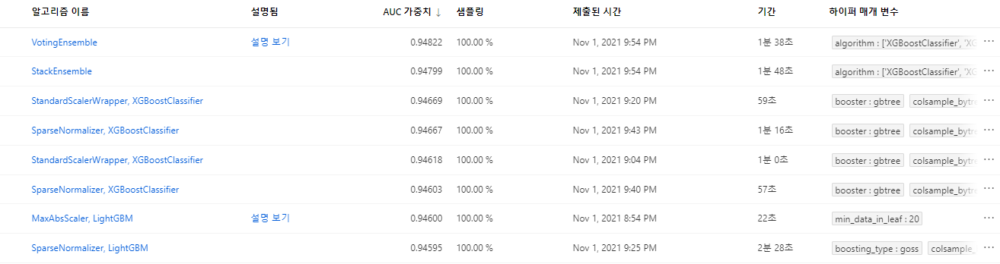 알고리즘 이름 설명됨 AUC 가중치 ↓ 샘플링 제출된 시간 기간 하이퍼 매개 변수
VotingEnsemble 설명 보기 0.94822 100.00 % Nov 1, 2021 9:54 PM 1분 38초 algorithm : ['XGBoostClassifier', 'XG ...
StackEnsemble 0.94799 100.00 % Nov 1, 2021 9:54 PM 1분 48초 algorithm : ['XGBoostClassifier', 'XG ...
StandardScalerWrapper, XGBoostClassifier 0.94669 100.00 % Nov 1, 2021 9:20 PM 59초 booster : gbtree colsample_bytre ...
SparseNormalizer, XGBoostClassifier 0.94667 100.00 % Nov 1, 2021 9:43 PM 1분 16초 booster : gbtree colsample_bytre ...
StandardScalerWrapper, XGBoostClassifier 0.94618 100.00 % Nov 1, 2021 9:04 PM 1분 0초 booster : gbtree colsample_bytre ...
SparseNormalizer, XGBoostClassifier 0.94603 100.00 % Nov 1, 2021 9:40 PM 57초 booster : gbtree colsample_bytre ...
MaxAbsScaler, LightGBM 설명 보기 0.94600 100.00 % Nov 1, 2021 8:54 PM 22초 min_data_in_leaf : 20 ...
SparseNormalizer, LightGBM 0.94595 100.00 % Nov 1, 2021 9:25 PM 2분 28초 boosting_type : goss colsample_ ...